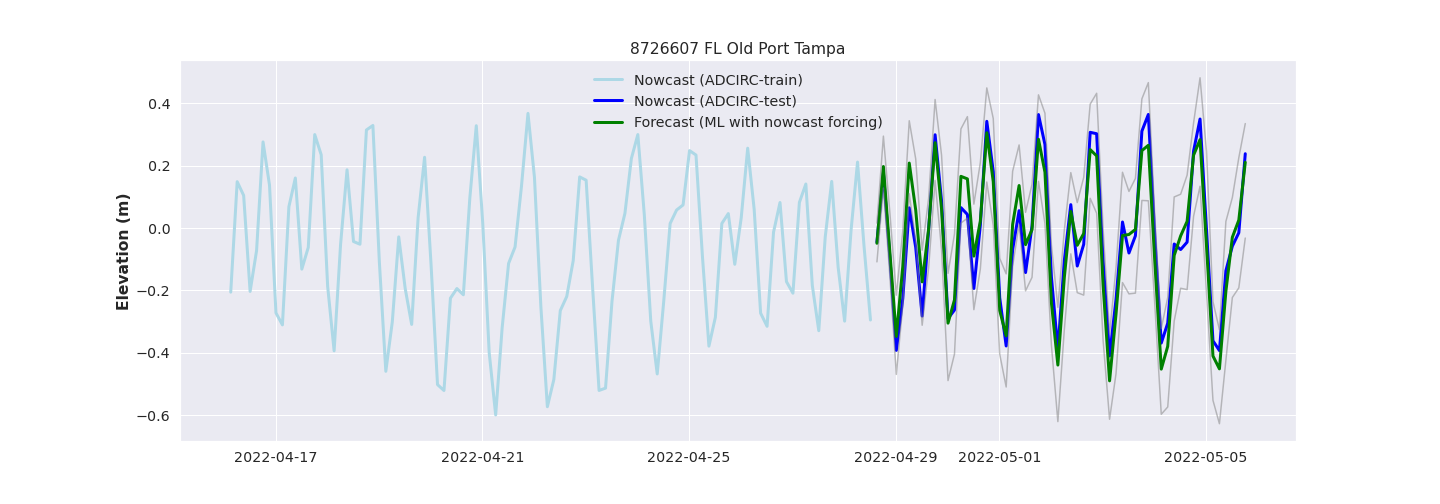 8726607 FL Old Port Tampa
Nowcast (ADCIRC-train)
Nowcast (ADCIRC-test)
Forecast (ML with nowcast forcing)
Elevation (m)
0.4
0.2
0.0
−0.2
−0.4
−0.6
2022-04-17 2022-04-21 2022-04-25 2022-04-29 2022-05-01 2022-05-05